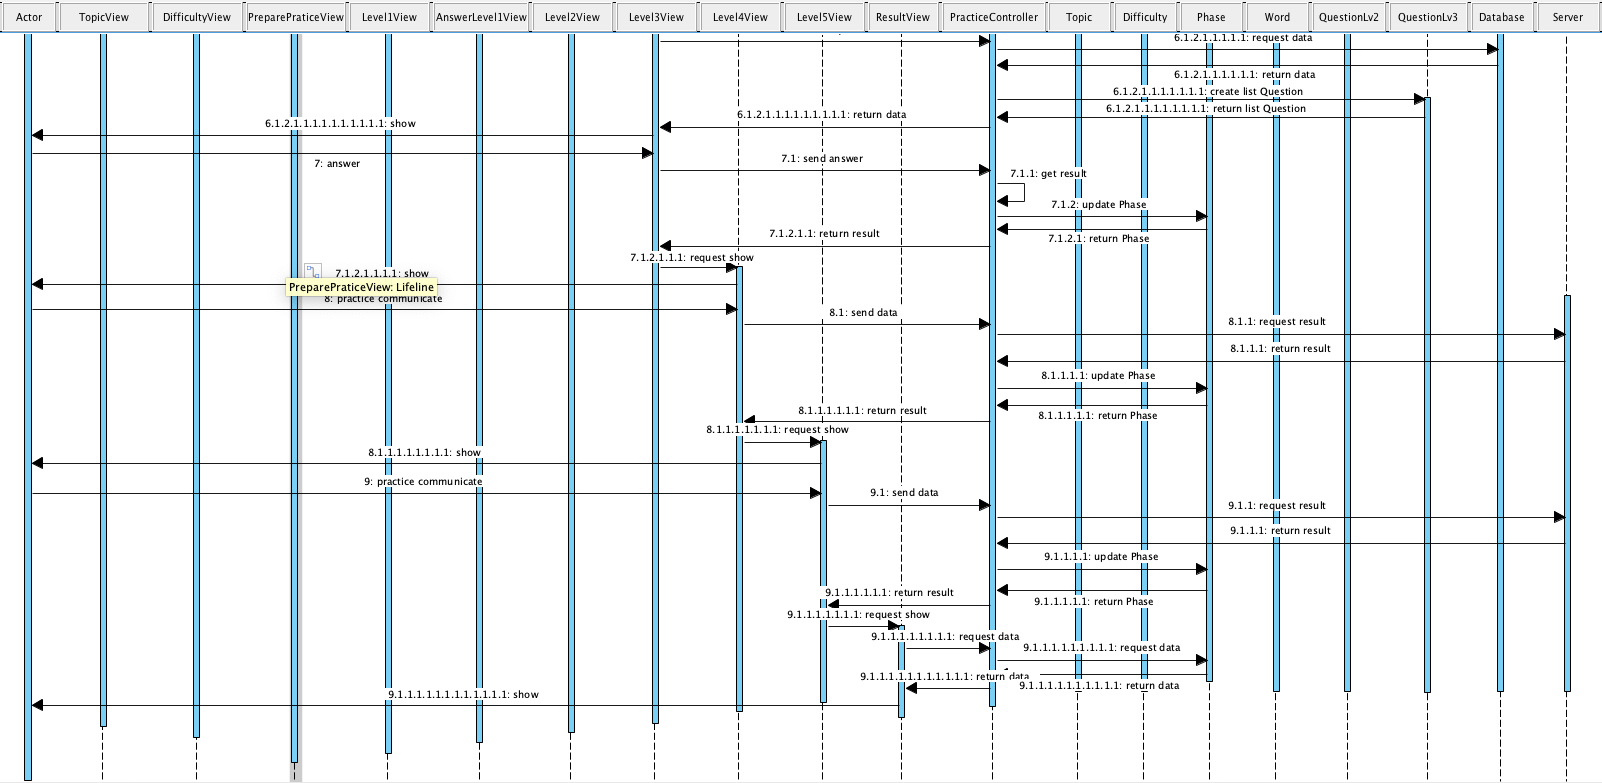 Actor TopicView DifficultyView PreparePraticeView Level1View AnswerLevel1View Level2View Level3View Level4View Level5View ResultView PracticeController Topic Difficulty Phase Word QuestionLv2 QuestionLv3 Database Server
6.1.2.1.1.1.1.1: request data
6.1.2.1.1.1.1.1.1: return data
6.1.2.1.1.1.1.1.1.1: create list Question
6.1.2.1.1.1.1.1.1.1.1: return list Question
6.1.2.1.1.1.1.1.1.1.1.1: return data
6.1.2.1.1.1.1.1.1.1.1.1.1: show
7: answer
7.1: send answer
7.1.1: get result
7.1.2: update Phase
7.1.2.1: return Phase
7.1.2.1.1: return result
7.1.2.1.1.1: request show
7.1.2.1.1.1.1: show
PreparePraticeView: Lifeline
8: practice communicate
8.1: send data
8.1.1: request result
8.1.1.1: return result
8.1.1.1.1: update Phase
8.1.1.1.1.1: return Phase
8.1.1.1.1.1.1: return result
8.1.1.1.1.1.1.1: request show
8.1.1.1.1.1.1.1.1: show
9: practice communicate
9.1: send data
9.1.1: request result
9.1.1.1: return result
9.1.1.1.1: update Phase
9.1.1.1.1.1: return Phase
9.1.1.1.1.1.1: return result
9.1.1.1.1.1.1.1: request show
9.1.1.1.1.1.1.1.1: request data
9.1.1.1.1.1.1.1.1.1: request data
9.1.1.1.1.1.1.1.1.1.1: return data
9.1.1.1.1.1.1.1.1.1.1.1: return data
9.1.1.1.1.1.1.1.1.1.1.1.1: show